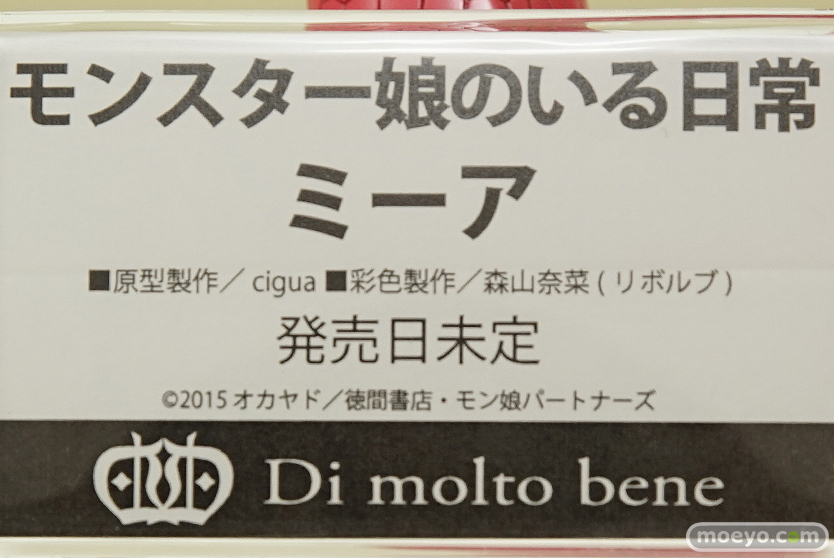 モンスター娘のいる日常
ミーア
■原型製作／ cigua ■彩色製作／森山奈菜 ( リボルブ )
発売日未定
©2015 オカヤド／徳間書店・モン娘パートナーズ
Di molto bene
moeyo.com